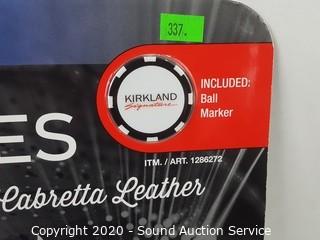 337.
KIRKLAND
Signature
INCLUDED:
Ball
Marker
ES
ITM. / ART. 1286272
Cabretta Leather
Copyright 2020 - Sound Auction Service